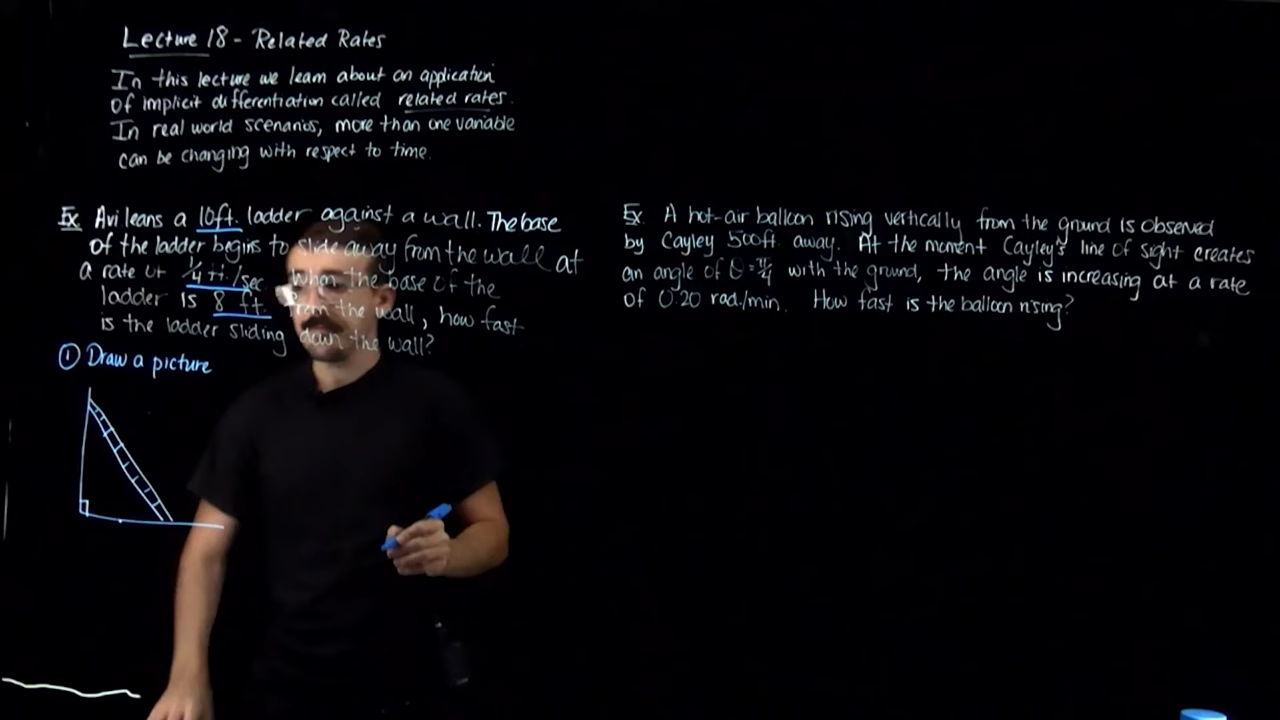 Lecture 18 - Related Rates
In this lecture we learn about an application
of implicit differentiation called related rates.
In real world scenarios, more than one variable
can be changing with respect to time.
Ex Avi leans a 10ft. ladder against a wall. The base
of the ladder begins to slide away from the wall at
a rate of 1/4 ft./sec When the base of the
ladder is 8 ft. from the wall, how fast
is the ladder sliding down the wall?
① Draw a picture
Ex. A hot-air balloon rising vertically from the ground is observed
by Cayley 500ft. away. At the moment Cayley's line of sight creates
an angle of θ=π/4 with the ground, the angle is increasing at a rate
of 0.20 rad./min. How fast is the balloon rising?